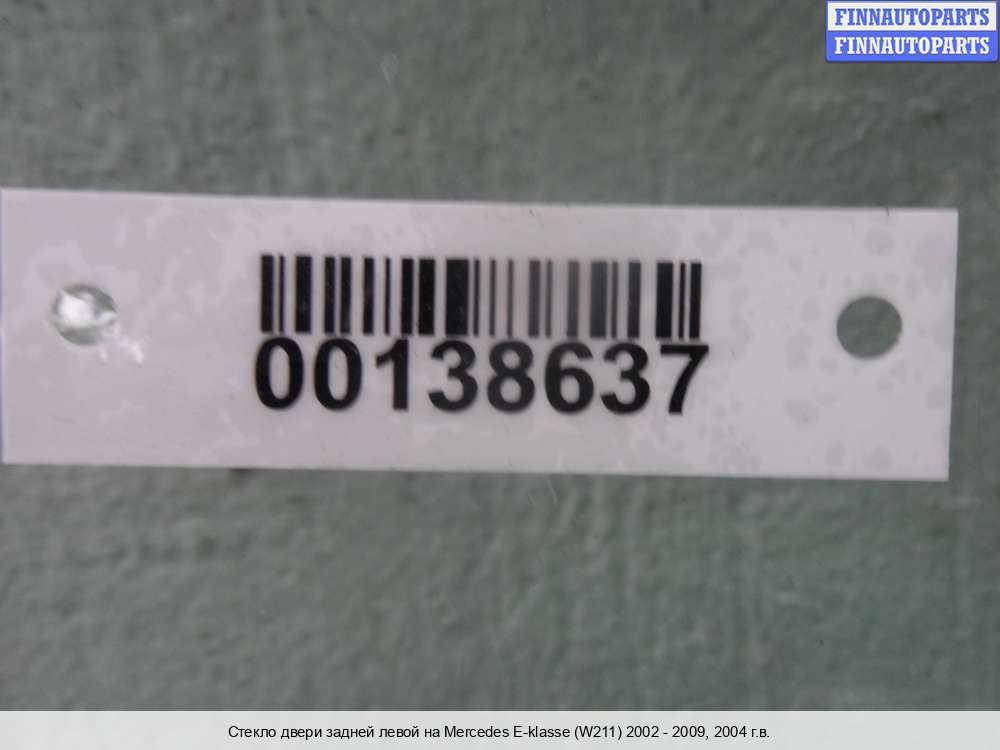 FINNAUTOPARTS
FINNAUTOPARTS
00138637
Стекло двери задней левой на Mercedes E-klasse (W211) 2002 - 2009, 2004 г.в.